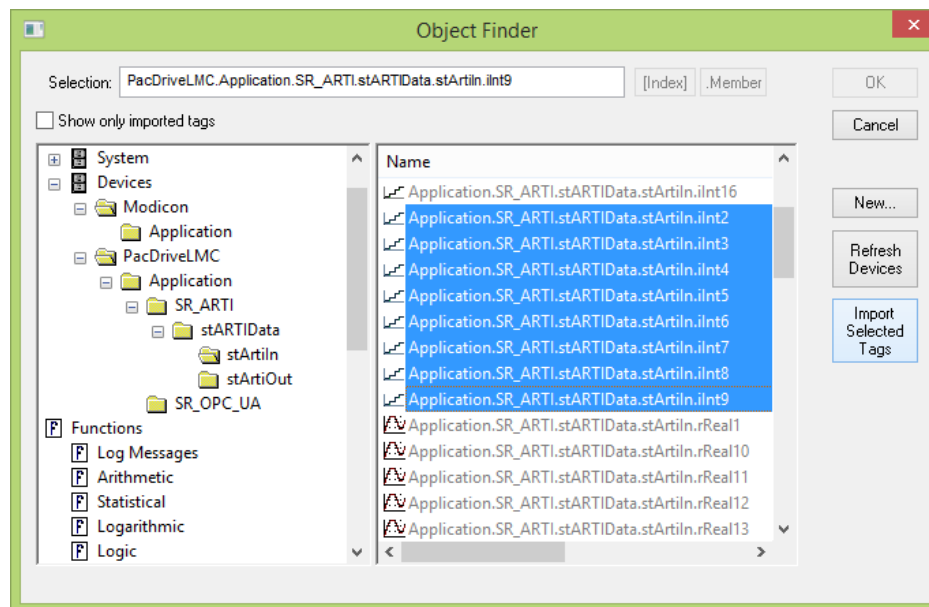 Object Finder
Selection: PacDriveLMC.Application.SR_ARTI.stARTIData.stArtiIn.iInt9 [Index] .Member OK
Show only imported tags
Cancel
System
Devices
Modicon
Application
PacDriveLMC
Application
SR_ARTI
stARTIData
stArtiIn
stArtiOut
SR_OPC_UA
Functions
Log Messages
Arithmetic
Statistical
Logarithmic
Logic
Name
Application.SR_ARTI.stARTIData.stArtiIn.iInt16
Application.SR_ARTI.stARTIData.stArtiIn.iInt2
Application.SR_ARTI.stARTIData.stArtiIn.iInt3
Application.SR_ARTI.stARTIData.stArtiIn.iInt4
Application.SR_ARTI.stARTIData.stArtiIn.iInt5
Application.SR_ARTI.stARTIData.stArtiIn.iInt6
Application.SR_ARTI.stARTIData.stArtiIn.iInt7
Application.SR_ARTI.stARTIData.stArtiIn.iInt8
Application.SR_ARTI.stARTIData.stArtiIn.iInt9
Application.SR_ARTI.stARTIData.stArtiIn.rReal1
Application.SR_ARTI.stARTIData.stArtiIn.rReal10
Application.SR_ARTI.stARTIData.stArtiIn.rReal11
Application.SR_ARTI.stARTIData.stArtiIn.rReal12
Application.SR_ARTI.stARTIData.stArtiIn.rReal13
New...
Refresh
Devices
Import
Selected
Tags